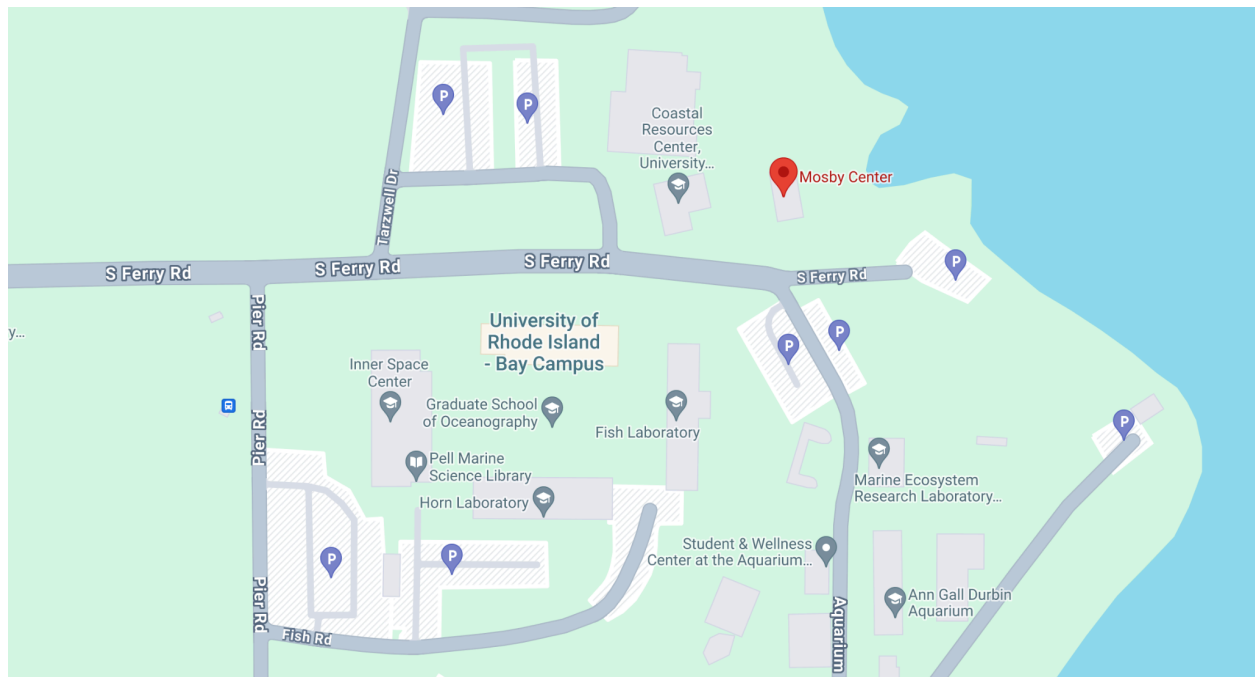 Coastal
Resources
Center,
University...
Mosby Center
Tarzwell Dr
S Ferry Rd
S Ferry Rd
S Ferry Rd
S Ferry Rd
P
P
P
Pier Rd
University of
Rhode Island
- Bay Campus
y...
P
P
Inner Space
Center
Graduate School
of Oceanography
Fish Laboratory
Pier Rd
P
Pell Marine
Science Library
Marine Ecosystem
Research Laboratory...
Horn Laboratory
Student & Wellness
Center at the Aquarium...
P
P
Pier Rd
Fish Rd
Aquarium
Ann Gall Durbin
Aquarium